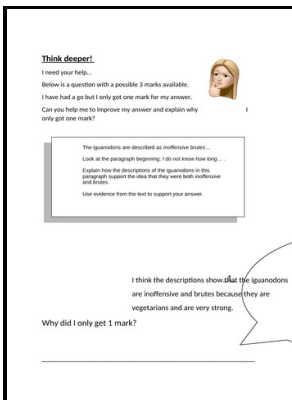 Think deeper!
I need your help...
Below is a question with a possible 3 marks available.
I have had a go but I only got one mark for my answer.
Can you help me to improve my answer and explain why I
only got one mark?
The iguanodons are described as inoffensive brutes...
Look at the paragraph beginning: I do not know how long... .
Explain how the descriptions of the iguanodons in this
paragraph support the idea that they were both inoffensive
and brutes.
Use evidence from the text to support your answer.
I think the descriptions show that the iguanodons
are inoffensive and brutes because they are
vegetarians and are very strong.
Why did I only get 1 mark?